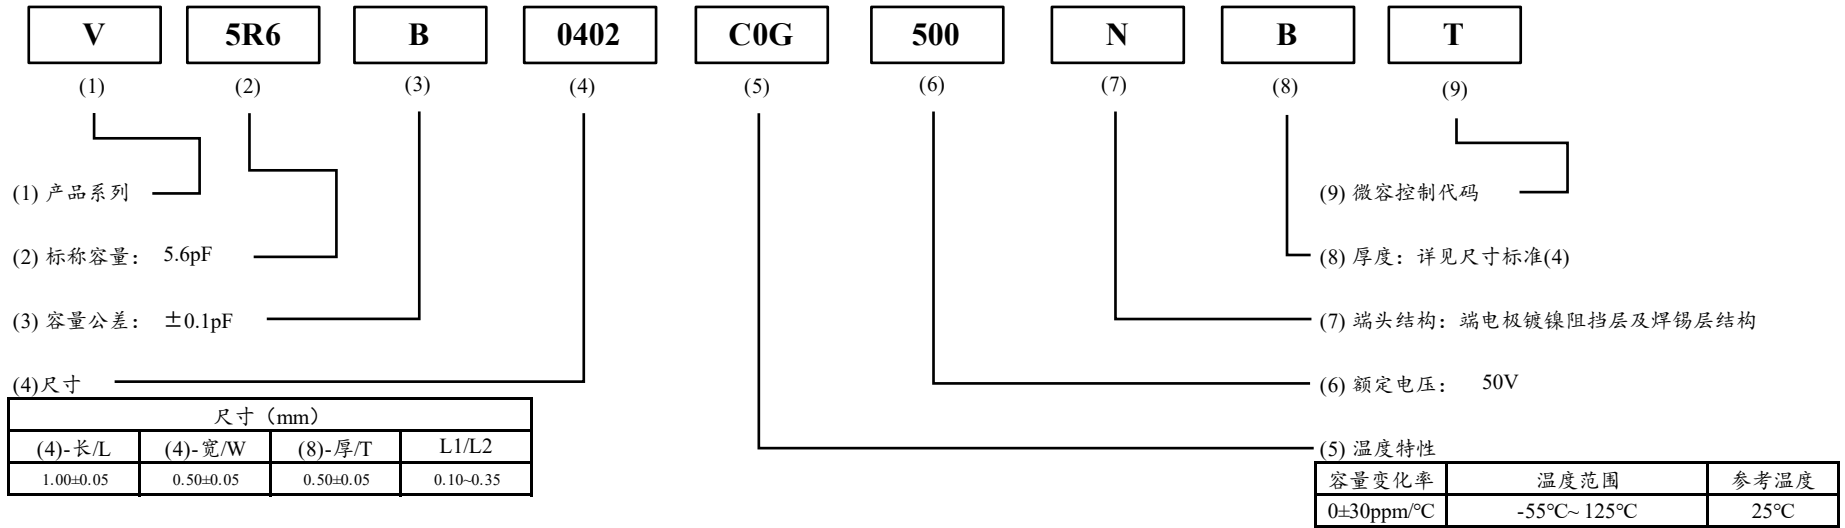 V 5R6 B 0402 C0G 500 N B T
(1) (2) (3) (4) (5) (6) (7) (8) (9)
(1) 产品系列
(9) 微容控制代码
(2) 标称容量： 5.6pF
(8) 厚度：详见尺寸标准(4)
(3) 容量公差： ±0.1pF
(7) 端头结构：端电极镀镍阻挡层及焊锡层结构
(4)尺寸
(6) 额定电压： 50V
尺寸（mm）
(4)-长/L (4)-宽/W (8)-厚/T L1/L2
1.00±0.05 0.50±0.05 0.50±0.05 0.10~0.35
(5) 温度特性
容量变化率 温度范围 参考温度
0±30ppm/°C -55°C~ 125°C 25°C